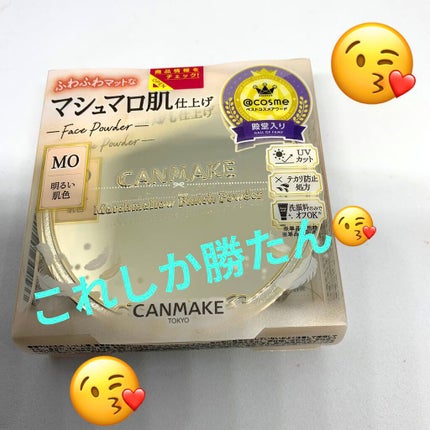 ふわふわマットな
マシュマロ肌仕上げ
— Face Powder —
MO
明るい
肌色
商品情報を
チェック!
@cosme
ベストコスメアワード
殿堂入り
HALL OF FAME
UV
カット
テカリ防止
処方
洗顔料のみで
オフOK*
CANMAKE
Marshmallow Finish Powder
これしか勝たん
CANMAKE
TOKYO